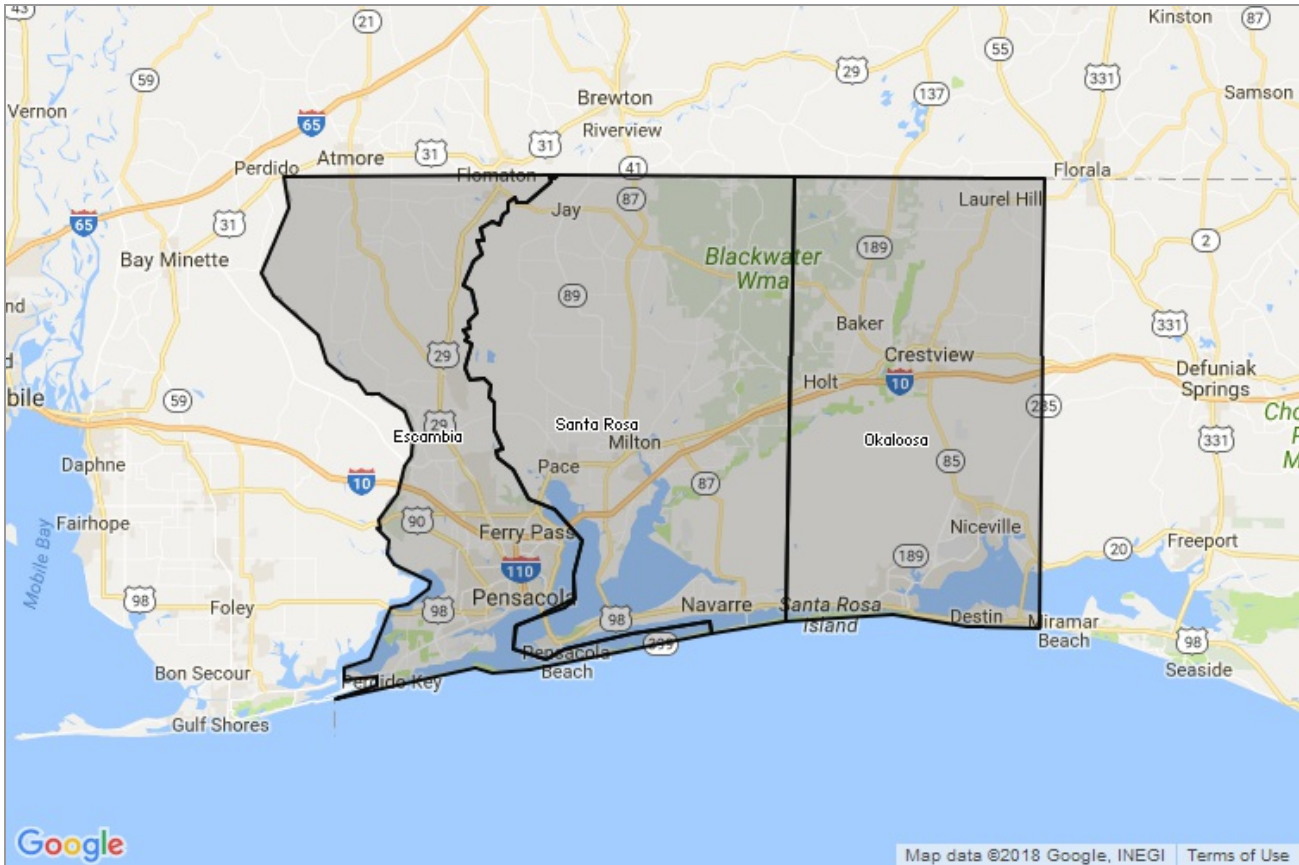 43
21
Kinston
87
55
59
29
331
137
Vernon
Brewton
Samson
65
Riverview
31
31
Perdido
Atmore
41
Florala
Flomaton
87
Laurel Hill
Jay
65
31
2
189
Bay Minette
Blackwater
Wma
89
Baker
331
29
Crestview
Defuniak
Springs
Holt
10
bile
59
285
29
Santa Rosa
Escambia
Milton
Okaloosa
331
Daphne
Pace
85
10
87
Fairhope
90
Niceville
Ferry Pass
Freeport
20
189
110
Mobile Bay
98
Foley
98
Pensacola
Navarre
Santa Rosa
Island
98
Destin
Miramar
Beach
98
399
Pensacola
Beach
Seaside
Bon Secour
Perdido Key
Gulf Shores
Google
Map data ©2018 Google, INEGI
Terms of Use